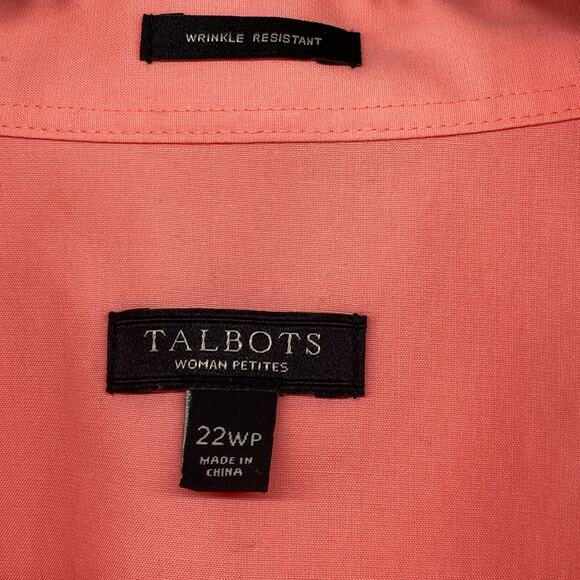 WRINKLE RESISTANT
TALBOTS
WOMAN PETITES
22WP
MADE IN
CHINA